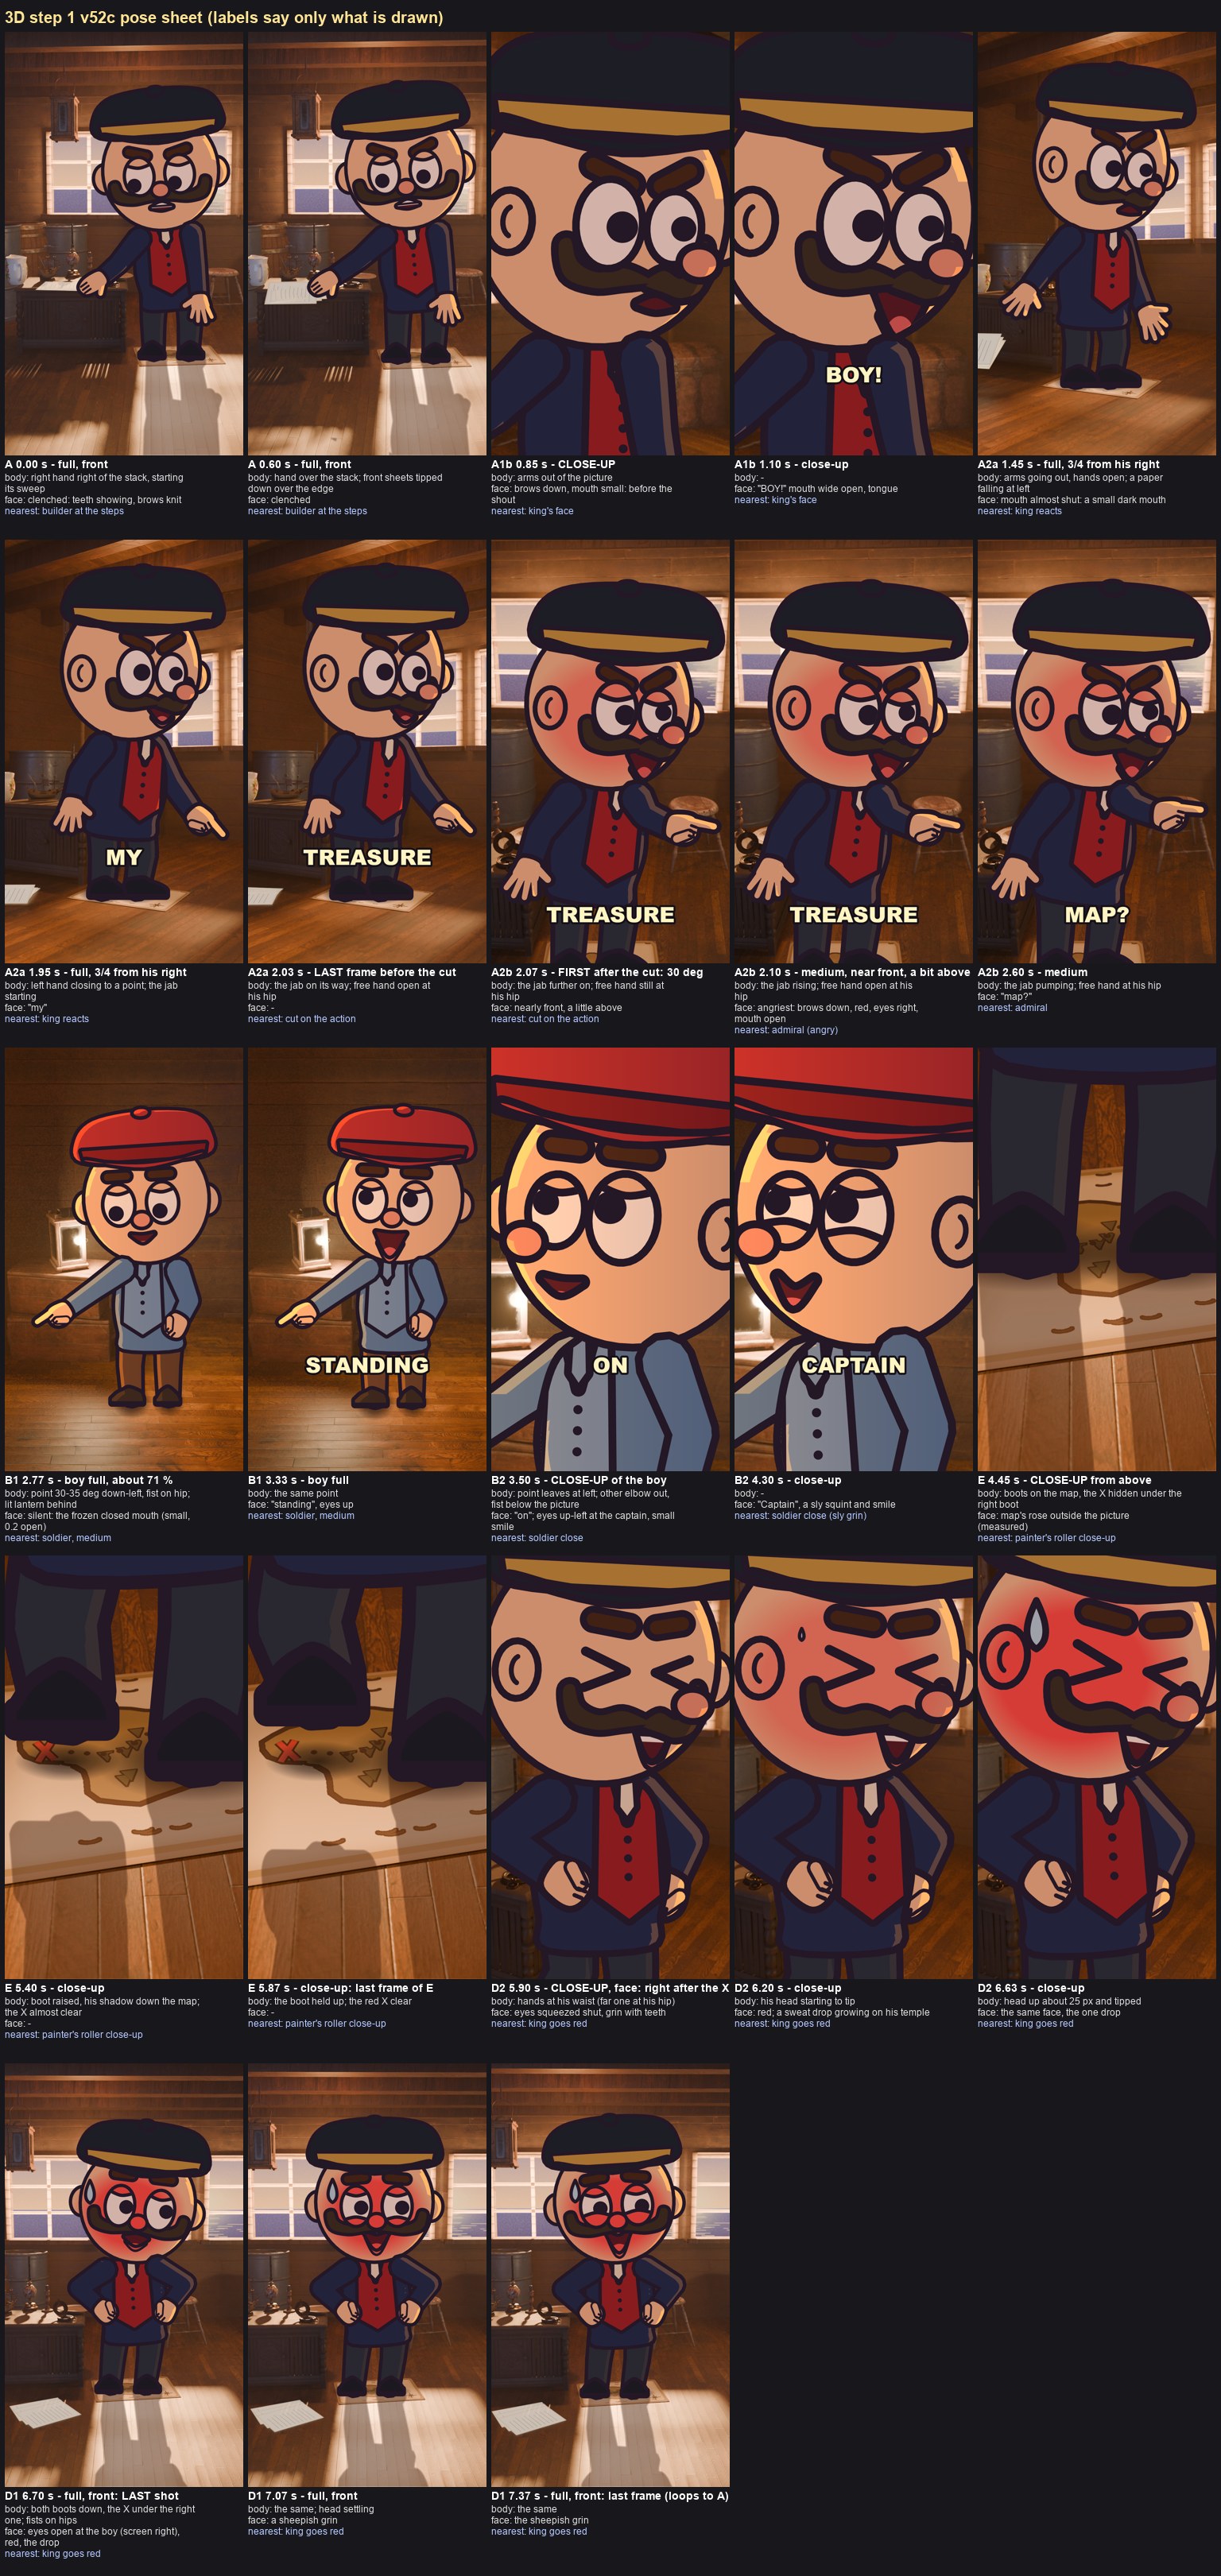 3D step 1 v52c pose sheet (labels say only what is drawn)
BOY!
A 0.00 s - full, front
body: right hand right of the stack, starting
its sweep
face: clenched: teeth showing, brows knit
nearest: builder at the steps
A 0.60 s - full, front
body: hand over the stack; front sheets tipped
down over the edge
face: clenched
nearest: builder at the steps
A1b 0.85 s - CLOSE-UP
body: arms out of the picture
face: brows down, mouth small: before the
shout
nearest: king's face
A1b 1.10 s - close-up
body: -
face: "BOY!" mouth wide open, tongue
nearest: king's face
A2a 1.45 s - full, 3/4 from his right
body: arms going out, hands open; a paper
falling at left
face: mouth almost shut: a small dark mouth
nearest: king reacts
MY
TREASURE
TREASURE
TREASURE
MAP?
A2a 1.95 s - full, 3/4 from his right
body: left hand closing to a point; the jab
starting
face: "my"
nearest: king reacts
A2a 2.03 s - LAST frame before the cut
body: the jab on its way; free hand open at
his hip
face: -
nearest: cut on the action
A2b 2.07 s - FIRST after the cut: 30 deg
body: the jab further on; free hand still at
his hip
face: nearly front, a little above
nearest: cut on the action
A2b 2.10 s - medium, near front, a bit above
body: the jab rising; free hand open at his
hip
face: angriest: brows down, red, eyes right,
mouth open
nearest: admiral (angry)
A2b 2.60 s - medium
body: the jab pumping; free hand at his hip
face: "map?"
nearest: admiral
STANDING
ON
CAPTAIN
B1 2.77 s - boy full, about 71 %
body: point 30-35 deg down-left, fist on hip;
lit lantern behind
face: silent: the frozen closed mouth (small,
0.2 open)
nearest: soldier, medium
B1 3.33 s - boy full
body: the same point
face: "standing", eyes up
nearest: soldier, medium
B2 3.50 s - CLOSE-UP of the boy
body: point leaves at left; other elbow out,
fist below the picture
face: "on"; eyes up-left at the captain, small
smile
nearest: soldier close
B2 4.30 s - close-up
body: -
face: "Captain", a sly squint and smile
nearest: soldier close (sly grin)
E 4.45 s - CLOSE-UP from above
body: boots on the map, the X hidden under the
right boot
face: map's rose outside the picture
(measured)
nearest: painter's roller close-up
E 5.40 s - close-up
body: boot raised, his shadow down the map;
the X almost clear
face: -
nearest: painter's roller close-up
E 5.87 s - close-up: last frame of E
body: the boot held up; the red X clear
face: -
nearest: painter's roller close-up
D2 5.90 s - CLOSE-UP, face: right after the X
body: hands at his waist (far one at his hip)
face: eyes squeezed shut, grin with teeth
nearest: king goes red
D2 6.20 s - close-up
body: his head starting to tip
face: red; a sweat drop growing on his temple
nearest: king goes red
D2 6.63 s - close-up
body: head up about 25 px and tipped
face: the same face, the one drop
nearest: king goes red
D1 6.70 s - full, front: LAST shot
body: both boots down, the X under the right
one; fists on hips
face: eyes open at the boy (screen right),
red, the drop
nearest: king goes red
D1 7.07 s - full, front
body: the same; head settling
face: a sheepish grin
nearest: king goes red
D1 7.37 s - full, front: last frame (loops to A)
body: the same
face: the sheepish grin
nearest: king goes red